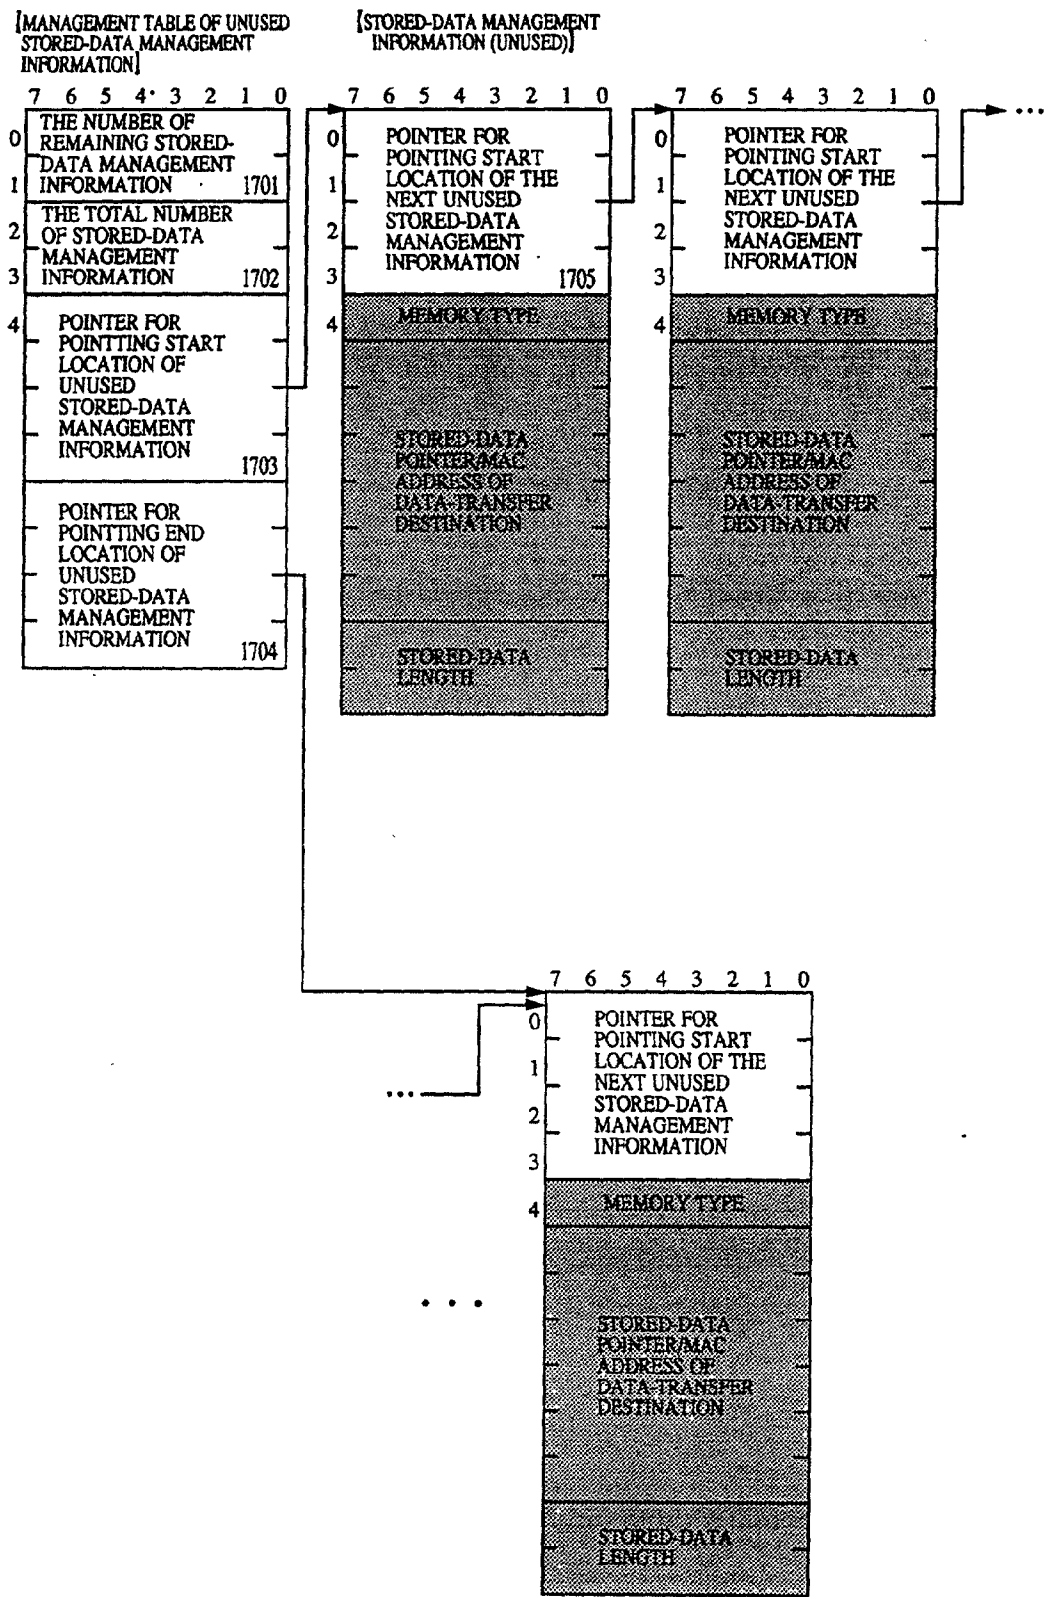 [MANAGEMENT TABLE OF UNUSED
STORED-DATA MANAGEMENT
INFORMATION]
7 6 5 4 3 2 1 0
0
1
2
3
4
THE NUMBER OF
REMAINING STORED-
DATA MANAGEMENT
INFORMATION 1701
THE TOTAL NUMBER
OF STORED-DATA
MANAGEMENT
INFORMATION 1702
POINTER FOR
POINTTING START
LOCATION OF
UNUSED
STORED-DATA
MANAGEMENT
INFORMATION
1703
POINTER FOR
POINTTING END
LOCATION OF
UNUSED
STORED-DATA
MANAGEMENT
INFORMATION
1704
[STORED-DATA MANAGEMENT
INFORMATION (UNUSED)]
7 6 5 4 3 2 1 0
0
1
2
3
4
POINTER FOR
POINTING START
LOCATION OF THE
NEXT UNUSED
STORED-DATA
MANAGEMENT
INFORMATION
1705
MEMORY TYPE
STORED-DATA
POINTER/MAC
ADDRESS OF
DATA-TRANSFER
DESTINATION
STORED-DATA
LENGTH
7 6 5 4 3 2 1 0
0
1
2
3
4
POINTER FOR
POINTING START
LOCATION OF THE
NEXT UNUSED
STORED-DATA
MANAGEMENT
INFORMATION
MEMORY TYPE
STORED-DATA
POINTER/MAC
ADDRESS OF
DATA-TRANSFER
DESTINATION
STORED-DATA
LENGTH
...
7 6 5 4 3 2 1 0
0
1
2
3
4
POINTER FOR
POINTING START
LOCATION OF THE
NEXT UNUSED
STORED-DATA
MANAGEMENT
INFORMATION
...
MEMORY TYPE
...
STORED-DATA
POINTER/MAC
ADDRESS OF
DATA-TRANSFER
DESTINATION
STORED-DATA
LENGTH